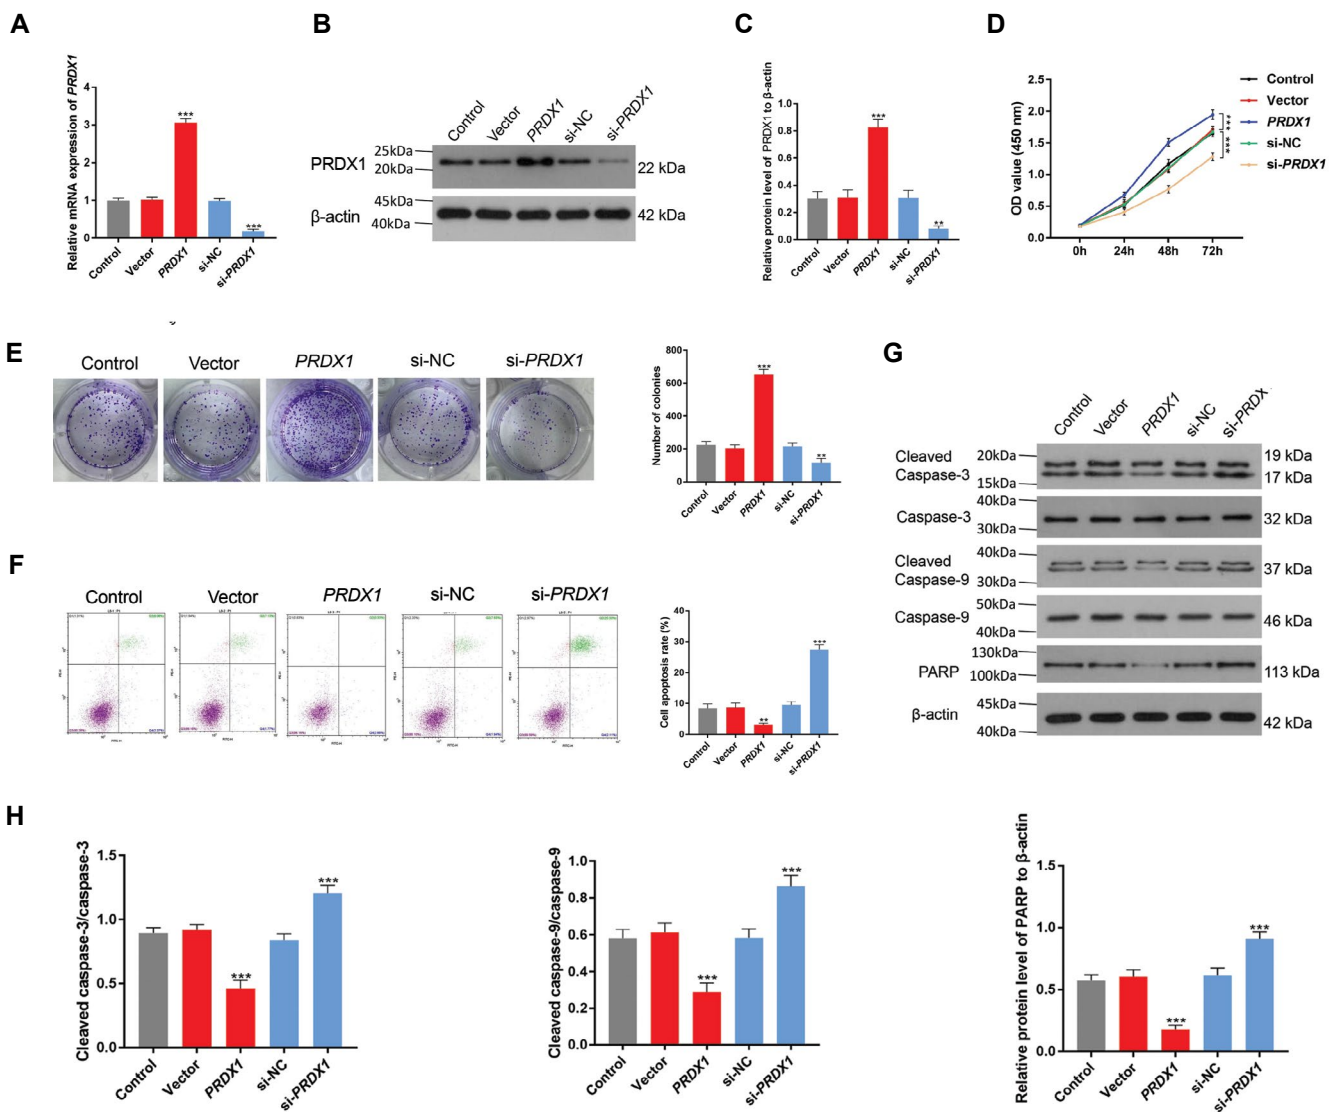 A
Relative mRNA expression of PRDX1
4
3
2
1
0
***
***
Control
Vector
PRDX1
si-NC
si-PRDX1
B
Control
Vector
PRDX1
si-NC
si-PRDX1
PRDX1
25kDa
20kDa
22 kDa
β-actin
45kDa
40kDa
42 kDa
C
Relative protein level of PRDX1 to β-actin
1.0
0.8
0.6
0.4
0.2
0.0
***
**
Control
Vector
PRDX1
si-NC
si-PRDX1
D
OD value (450 nm)
2.5
2.0
1.5
1.0
0.5
0.0
0h
24h
48h
72h
***
***
Control
Vector
PRDX1
si-NC
si-PRDX1
E
Control
Vector
PRDX1
si-NC
si-PRDX1
Number of colonies
800
600
400
200
0
***
**
Control
Vector
PRDX1
si-NC
si-PRDX1
F
Control
Vector
PRDX1
si-NC
si-PRDX1
Cell apoptosis rate (%)
40
30
20
10
0
**
***
Control
Vector
PRDX1
si-NC
si-PRDX1
G
Control
Vector
PRDX1
si-NC
si-PRDX
Cleaved
Caspase-3
20kDa
15kDa
19 kDa
17 kDa
Caspase-3
40kDa
30kDa
32 kDa
Cleaved
Caspase-9
40kDa
30kDa
37 kDa
Caspase-9
50kDa
40kDa
46 kDa
PARP
130kDa
100kDa
113 kDa
β-actin
45kDa
40kDa
42 kDa
H
Cleaved caspase-3/caspase-3
1.5
1.0
0.5
0.0
***
***
Control
Vector
PRDX1
si-NC
si-PRDX1
Cleaved caspase-9/caspase-9
1.0
0.8
0.6
0.4
0.2
0.0
***
***
Control
Vector
PRDX1
si-NC
si-PRDX1
Relative protein level of PARP to β-actin
1.5
1.0
0.5
0.0
***
***
Control
Vector
PRDX1
si-NC
si-PRDX1